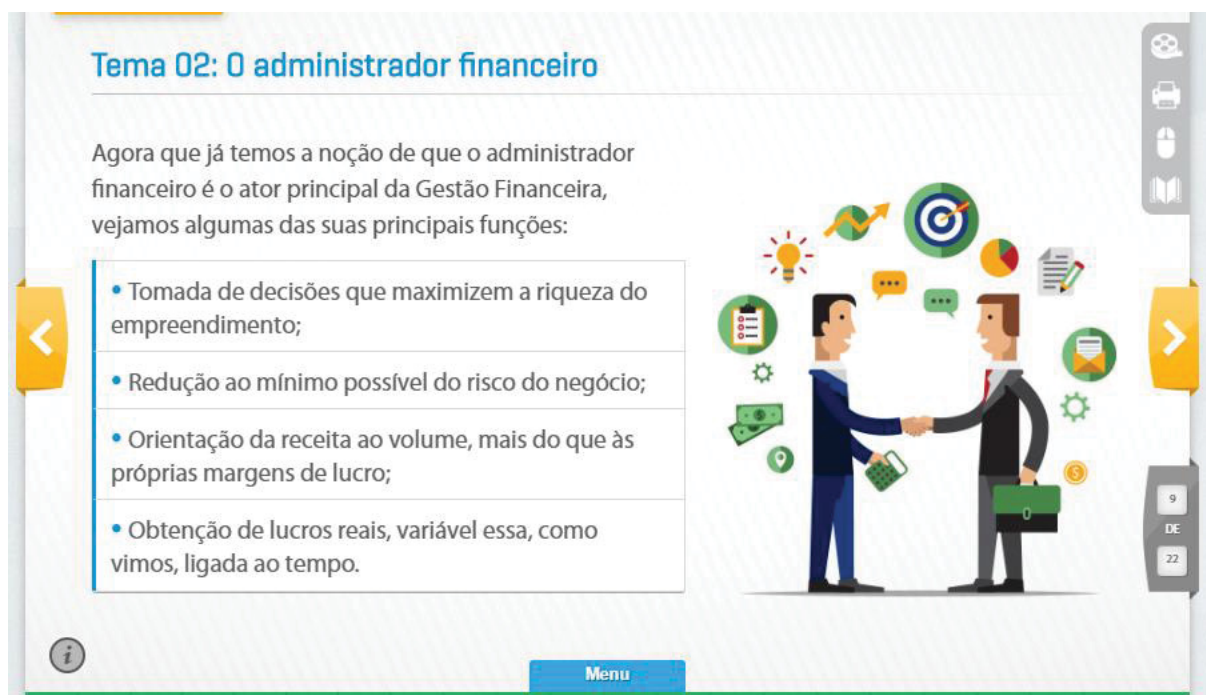 Tema 02: O administrador financeiro
Agora que já temos a noção de que o administrador
financeiro é o ator principal da Gestão Financeira,
vejamos algumas das suas principais funções:
• Tomada de decisões que maximizem a riqueza do
empreendimento;
• Redução ao mínimo possível do risco do negócio;
• Orientação da receita ao volume, mais do que às
próprias margens de lucro;
• Obtenção de lucros reais, variável essa, como
vimos, ligada ao tempo.
9
DE
22
i
Menu